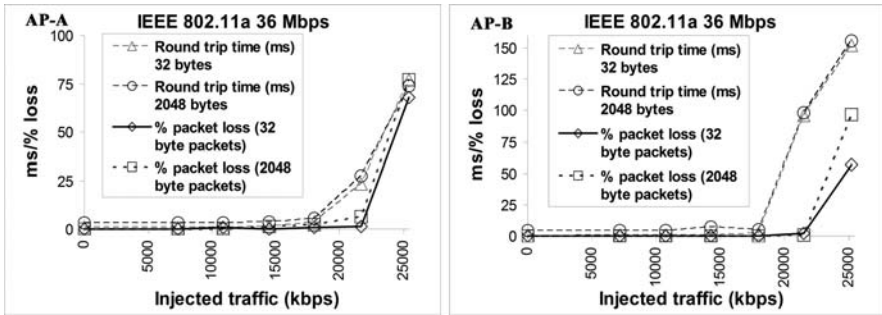 AP-A
IEEE 802.11a 36 Mbps
100
75
50
25
0
ms/% loss
Round trip time (ms)
32 bytes
Round trip time (ms)
2048 bytes
% packet loss (32
byte packets)
% packet loss (2048
byte packets)
0
5000
10000
15000
20000
25000
Injected traffic (kbps)
AP-B
IEEE 802.11a 36 Mbps
150
125
100
75
50
25
0
ms/% loss
Round trip time (ms)
32 bytes
Round trip time (ms)
2048 bytes
% packet loss (32
byte packets)
% packet loss (2048
byte packets)
0
5000
10000
15000
20000
25000
Injected traffic (kbps)